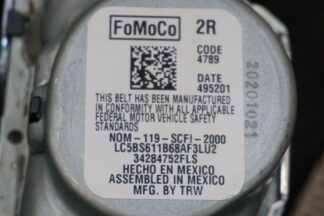 FoMoCo 2R
CODE
4789
DATE
495201
THIS BELT HAS BEEN MANUFACTURED
IN CONFORMITY WITH ALL APPLICABLE
FEDERAL MOTOR VEHICLE SAFETY
STANDARDS
NOM-119-SCFI-2000
LC5BS611B68AF3LU2
34284752FLS
HECHO EN MEXICO
ASSEMBLED IN MEXICO
MFG. BY TRW
20201021